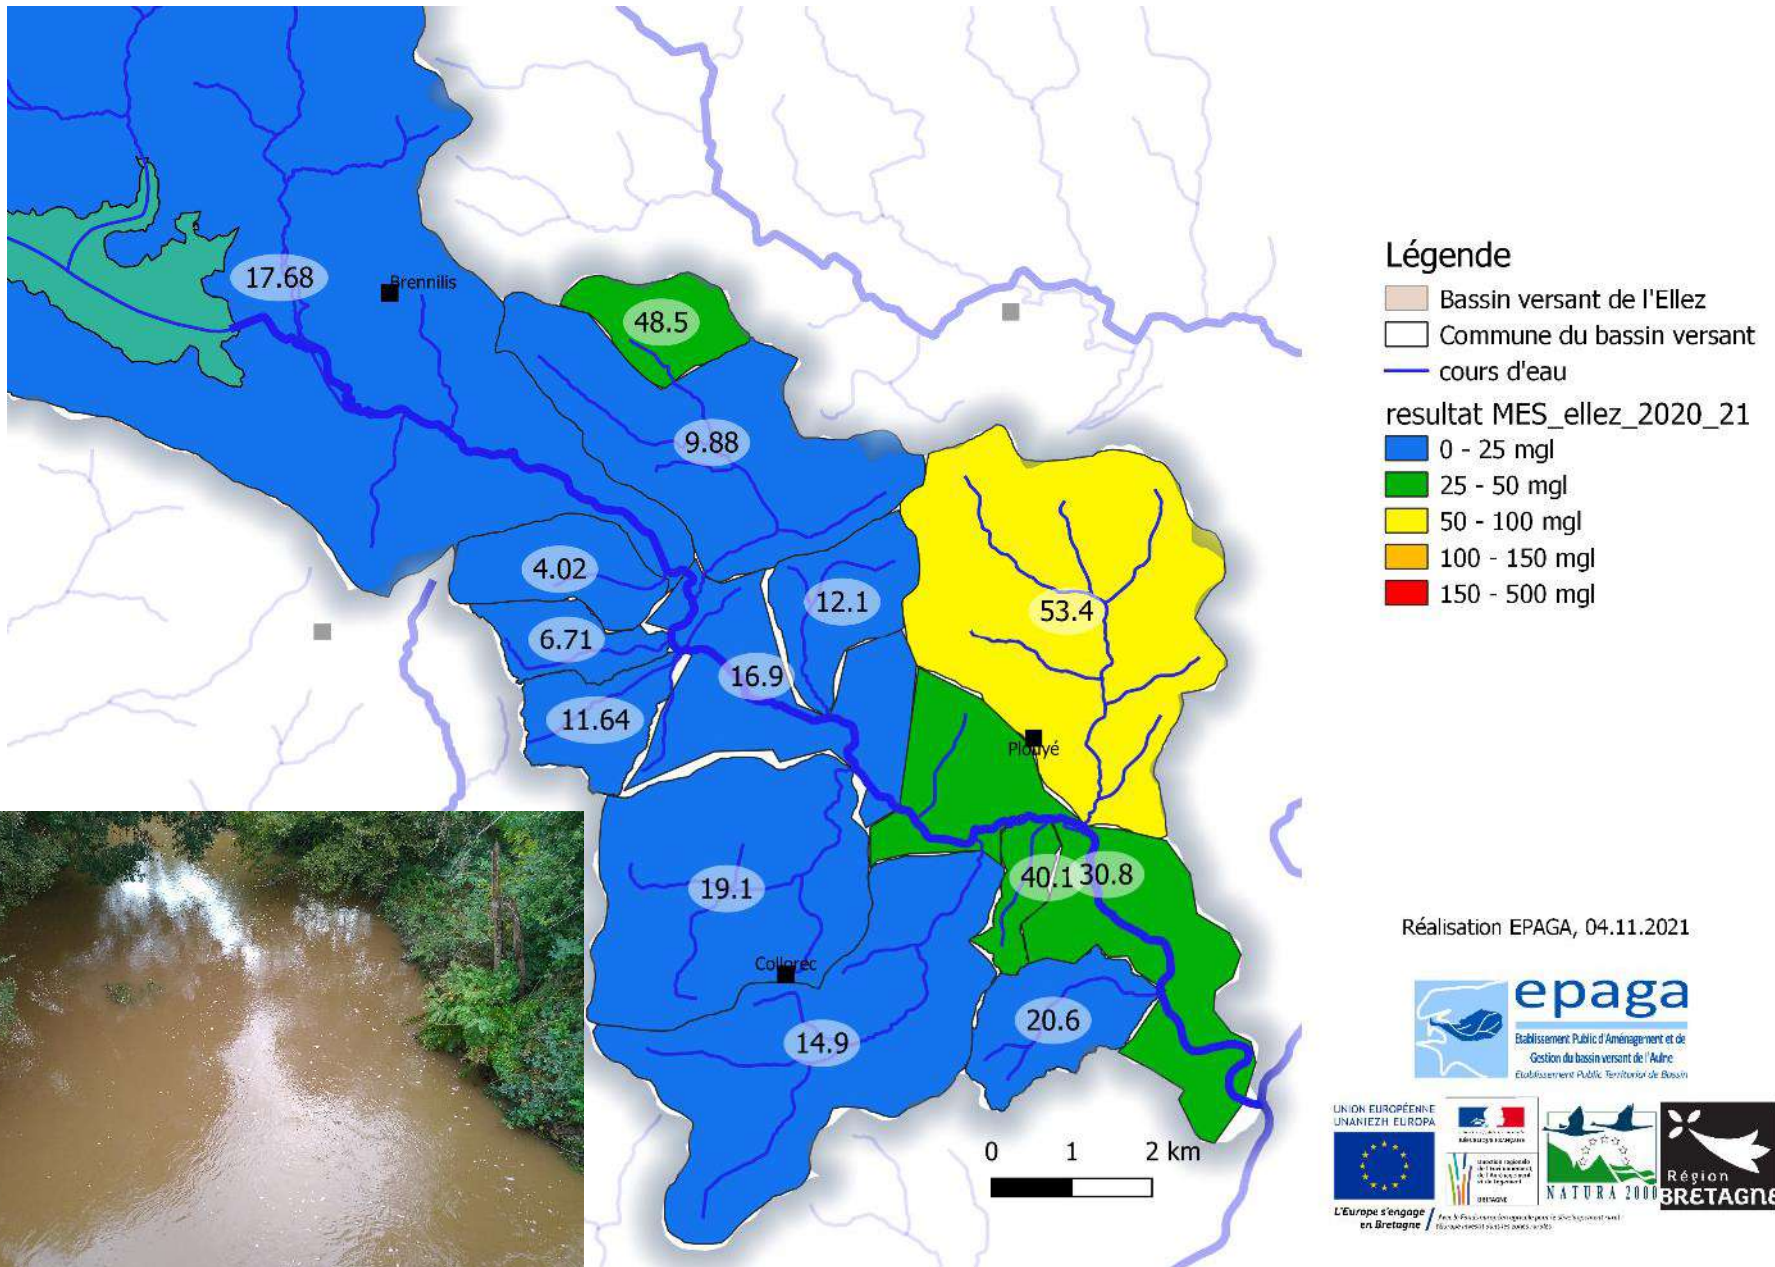 17.68
Brennilis
48.5
9.88
4.02
12.1
53.4
6.71
16.9
11.64
Plouyé
19.1
40.1
30.8
Collorec
14.9
20.6
0 1 2 km
Légende
Bassin versant de l'Ellez
Commune du bassin versant
cours d'eau
resultat MES_ellez_2020_21
0 - 25 mgl
25 - 50 mgl
50 - 100 mgl
100 - 150 mgl
150 - 500 mgl
Réalisation EPAGA, 04.11.2021
epaga
Etablissement Public d'Aménagement et de
Gestion du bassin versant de l'Aulne
Etablissement Public Territorial de Bassin
UNION EUROPÉENNE
UNANIEZH EUROPA
RÉPUBLIQUE FRANÇAISE
BRETAGNE
NATURA 2000
Région
BRETAGNE
L'Europe s'engage
en Bretagne